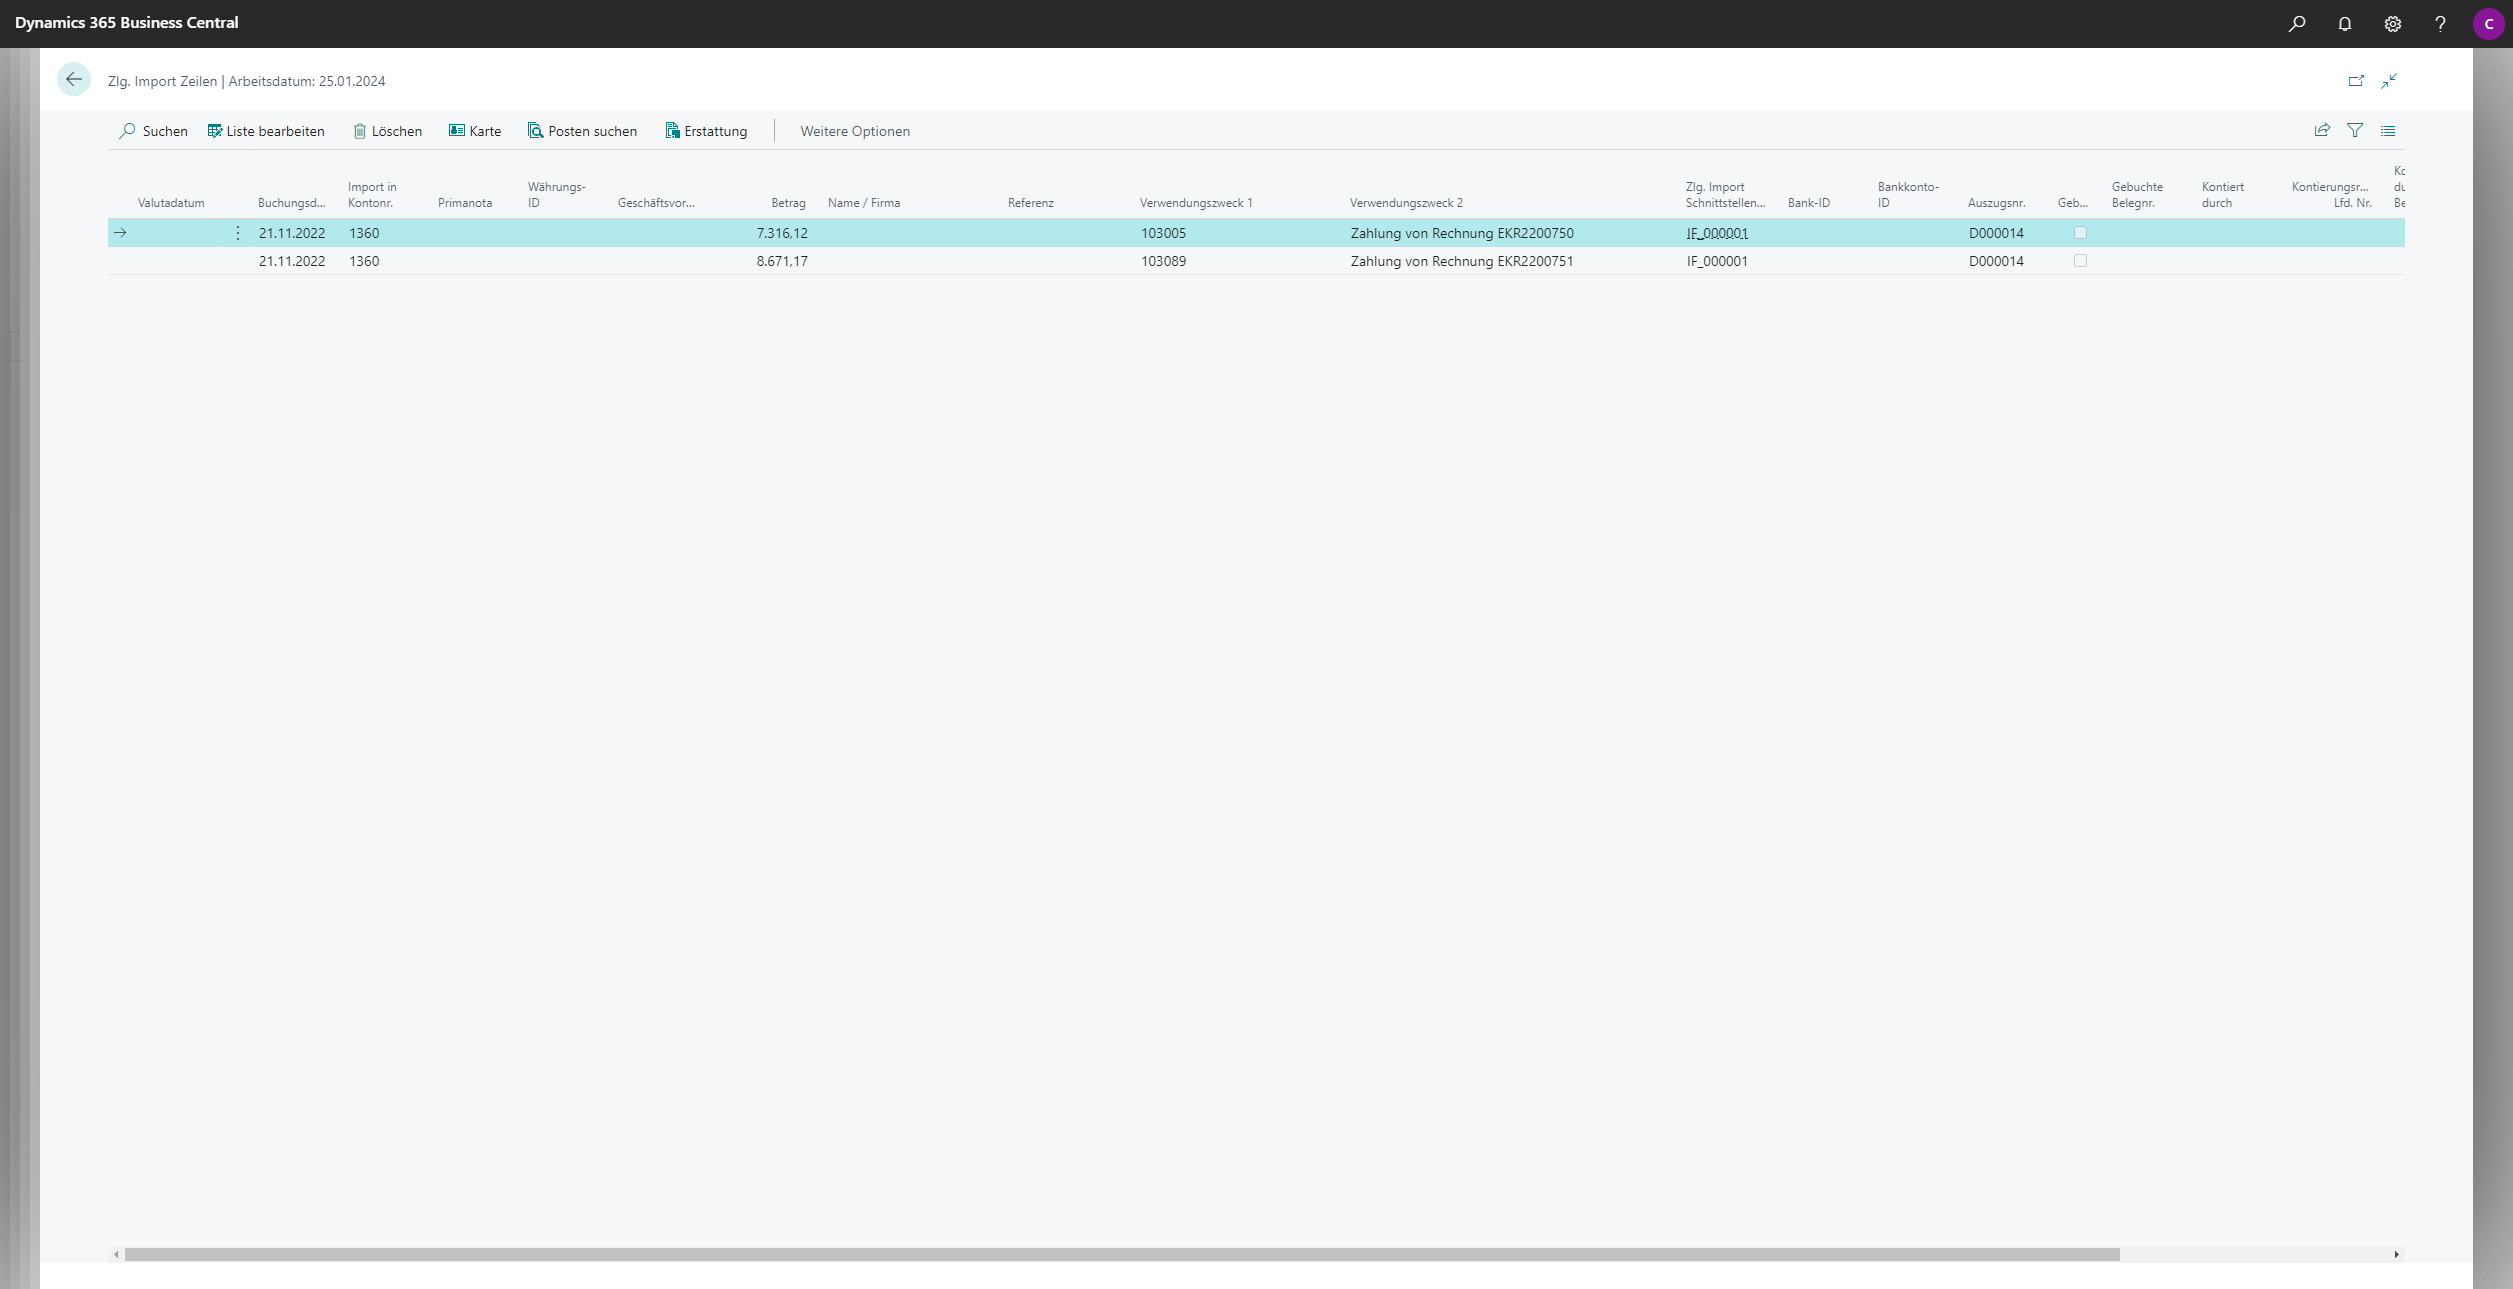 Dynamics 365 Business Central
C
Zlg. Import Zeilen | Arbeitsdatum: 25.01.2024
Suchen Liste bearbeiten Löschen Karte Posten suchen Erstattung Weitere Optionen
Valutadatum Buchungsd... Import in Kontonr. Primanota Währungs-ID Geschäftsvor... Betrag Name / Firma Referenz Verwendungszweck 1 Verwendungszweck 2 Zlg. Import Schnittstellen... Bank-ID Bankkonto-ID Auszugsnr. Geb... Gebuchte Belegnr. Kontiert durch Kontierungsr... Lfd. Nr.
21.11.2022 1360 7.316,12 103005 Zahlung von Rechnung EKR2200750 IF_000001 D000014
21.11.2022 1360 8.671,17 103089 Zahlung von Rechnung EKR2200751 IF_000001 D000014